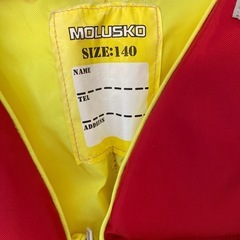 MOLUSKO
SIZE:140
NAME
TEL
ADDRESS